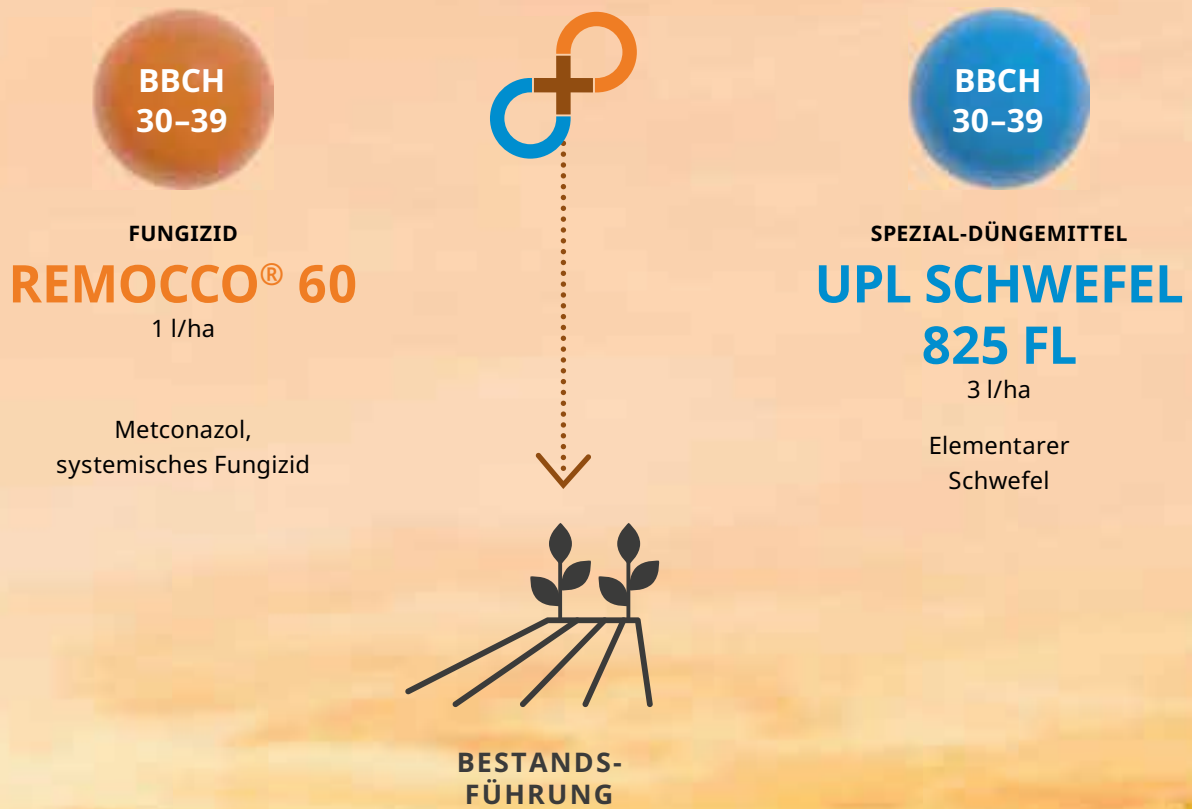 BBCH
30–39
FUNGIZID
REMOCCO® 60
1 l/ha
Metconazol,
systemisches Fungizid
BBCH
30–39
SPEZIAL-DÜNGEMITTEL
UPL SCHWEFEL
825 FL
3 l/ha
Elementarer
Schwefel
BESTANDS-
FÜHRUNG